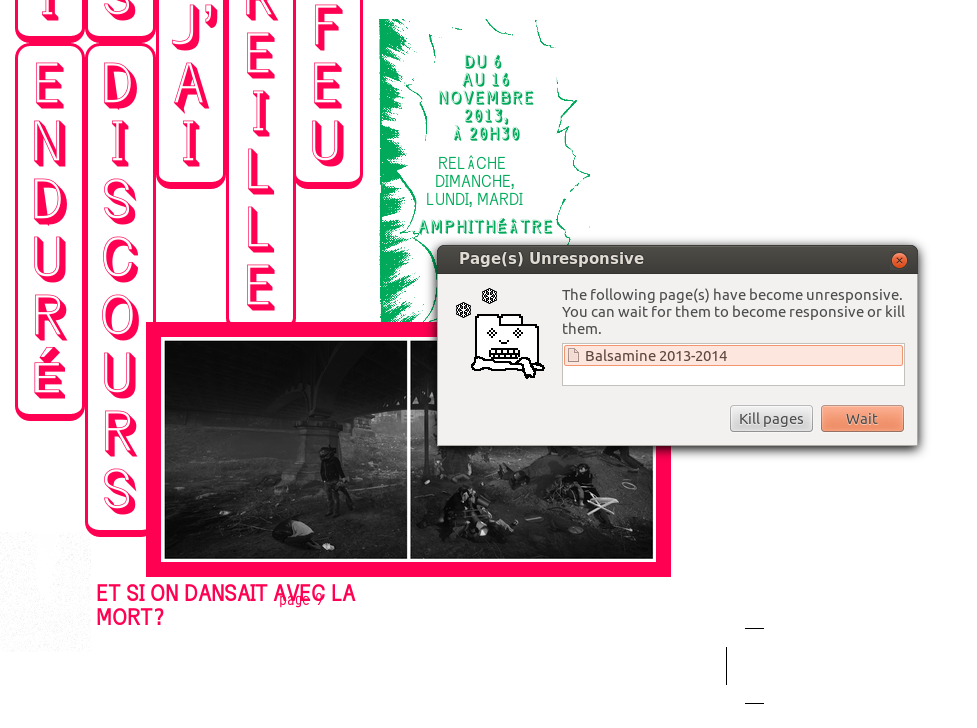 ENDURÉ
S
DISCOURS
J'AI
REILLE
FEU
DU 6
AU 16
NOVEMBRE
2013,
À 20H30
RELÂCHE
DIMANCHE,
LUNDI, MARDI
AMPHITHÉÂTRE
Page(s) Unresponsive
The following page(s) have become unresponsive.
You can wait for them to become responsive or kill
them.
Balsamine 2013-2014
Kill pages
Wait
ET SI ON DANSAIT AVEC LA
MORT?
page 9